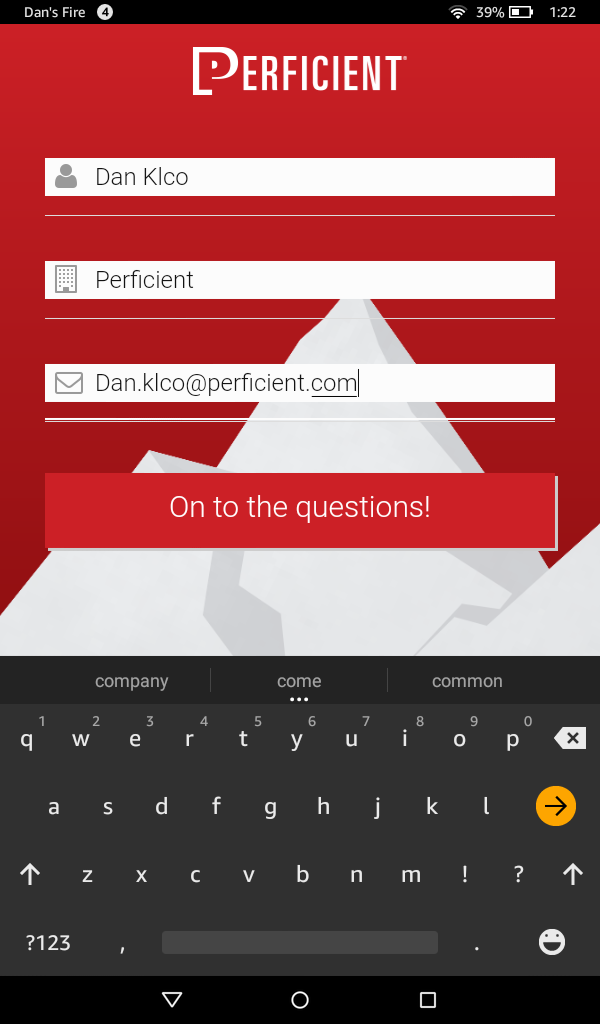 Dan's Fire 4 39% 1:22
PERFICIENT
Dan Klco
Perficient
Dan.klco@perficient.com
On to the questions!
company come common
1 2 3 4 5 6 7 8 9 0
q w e r t y u i o p
a s d f g h j k l
z x c v b n m ! ?
?123 , .